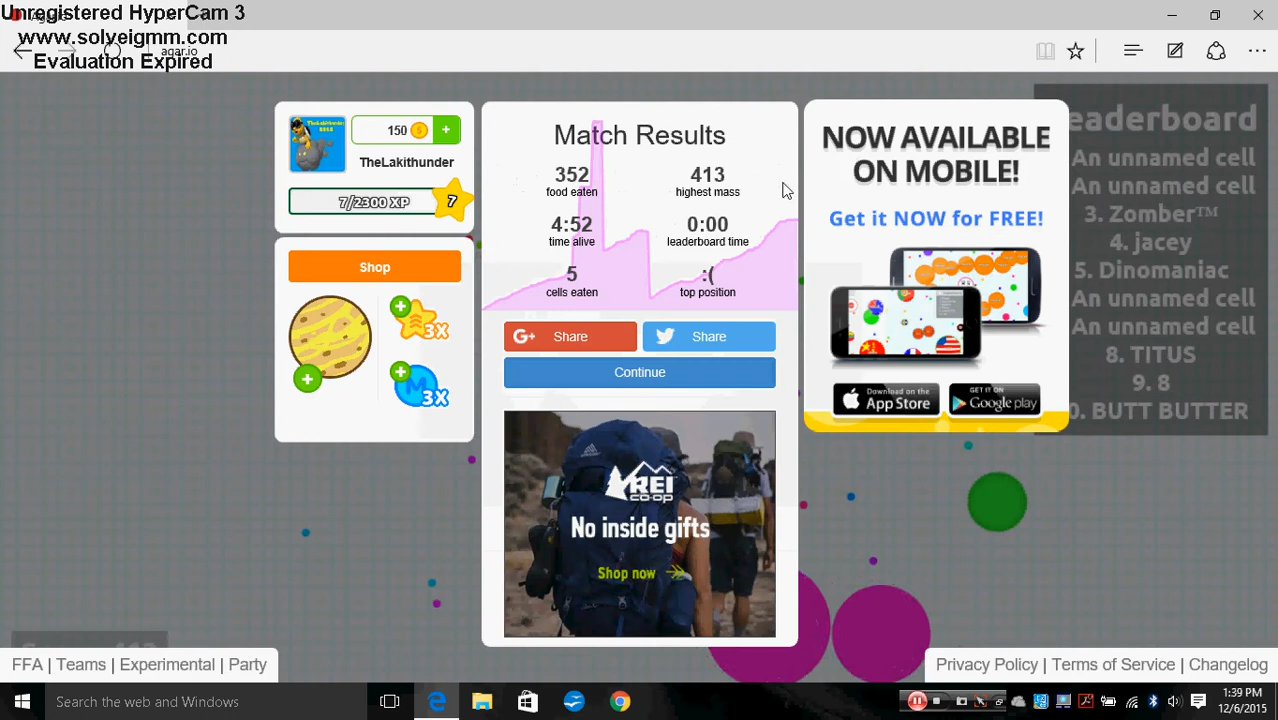 Unregistered HyperCam 3
www.solveigmm.com
Evaluation Expired
agar.io
150
TheLakithunder
7/2300 XP
7
Shop
3X
M
3X
Match Results
352
food eaten
413
highest mass
4:52
time alive
0:00
leaderboard time
5
cells eaten
:(
top position
G+ Share
Share
Continue
REI
CO·OP
No inside gifts
Shop now
NOW AVAILABLE
ON MOBILE!
Get it NOW for FREE!
Download on the
App Store
GET IT ON
Google play
eaderboard
An unnamed cell
An unnamed cell
3. Zomber™
4. jacey
5. Dinomaniac
An unnamed cell
An unnamed cell
8. TITUS
9. 8
0. BUTT BUTTER
FFA | Teams | Experimental | Party
Privacy Policy | Terms of Service | Changelog
Search the web and Windows
1:39 PM
12/6/2015